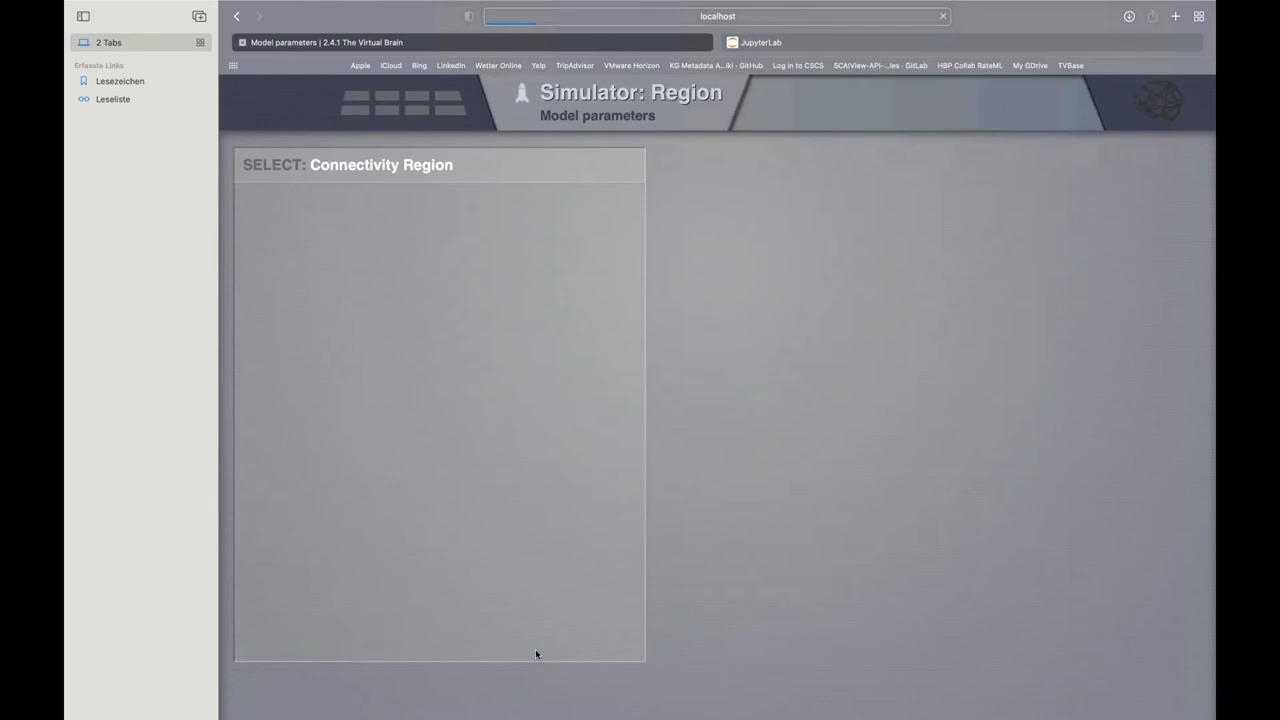 localhost
2 Tabs
Model parameters | 2.4.1 The Virtual Brain
JupyterLab
Erfasste Links
Apple iCloud Bing LinkedIn Wetter Online Yelp TripAdvisor VMware Horizon KG Metadata A...iki · GitHub Log in to CSCS SCAIView-API-...les · GitLab HBP Collab RateML My GDrive TVBase
Lesezeichen
Leseliste
Simulator: Region
Model parameters
SELECT: Connectivity Region